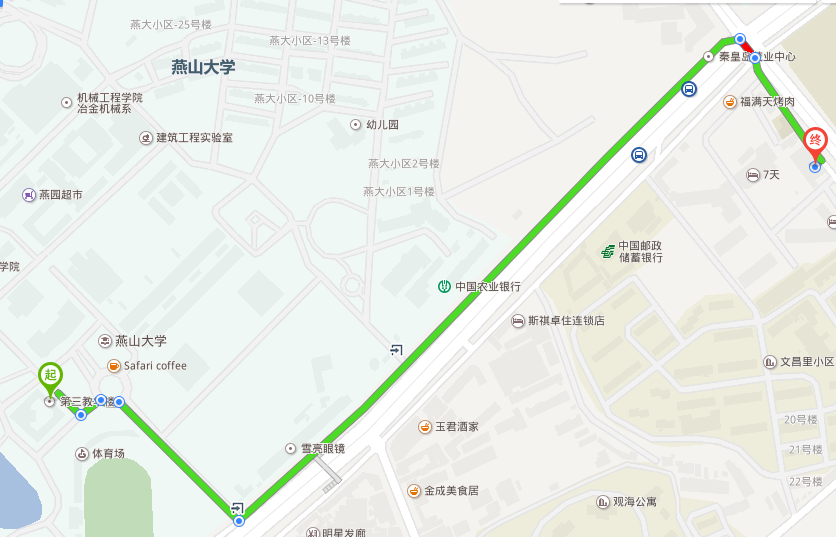 燕大小区-25号楼
燕大小区-13号楼
燕山大学
机械工程学院
冶金机械系
燕大小区-10号楼
幼儿园
建筑工程实验室
燕大小区2号楼
燕大小区1号楼
燕园超市
学院
中国农业银行
燕山大学
Safari coffee
起
第三教
楼
体育场
雪亮眼镜
秦皇岛
业中心
福满天烤肉
终
7天
中国邮政
储蓄银行
斯祺卓住连锁店
文昌里小区
玉君酒家
20号楼
21号楼
22号楼
金成美食居
观海公寓
明星发廊